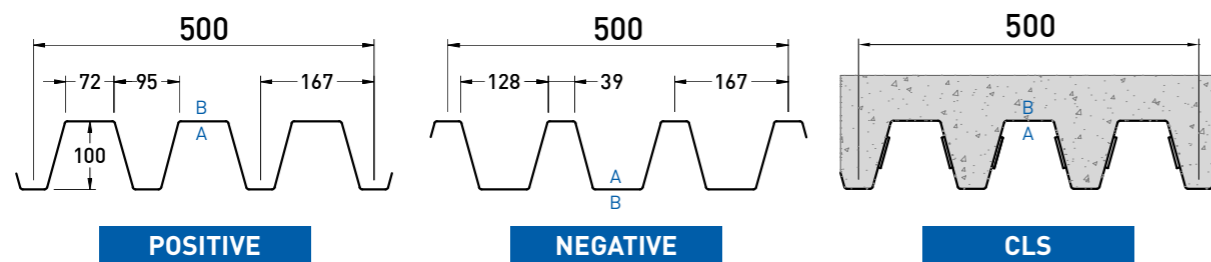 500
72 95 167
B
A
100
POSITIVE
500
128 39 167
A
B
NEGATIVE
500
B
A
CLS